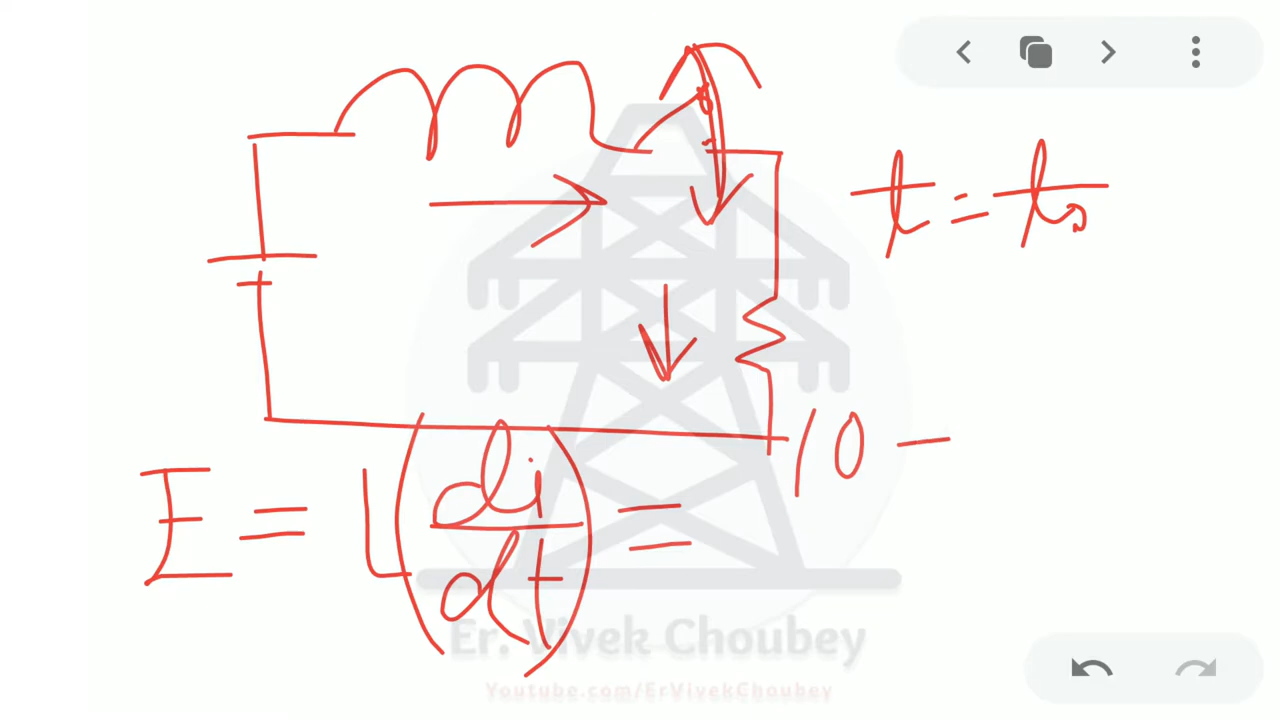 t = t₀
10 -
E = L (di/dt) =
Er. Vivek Choubey
Youtube.com/ErVivekChoubey